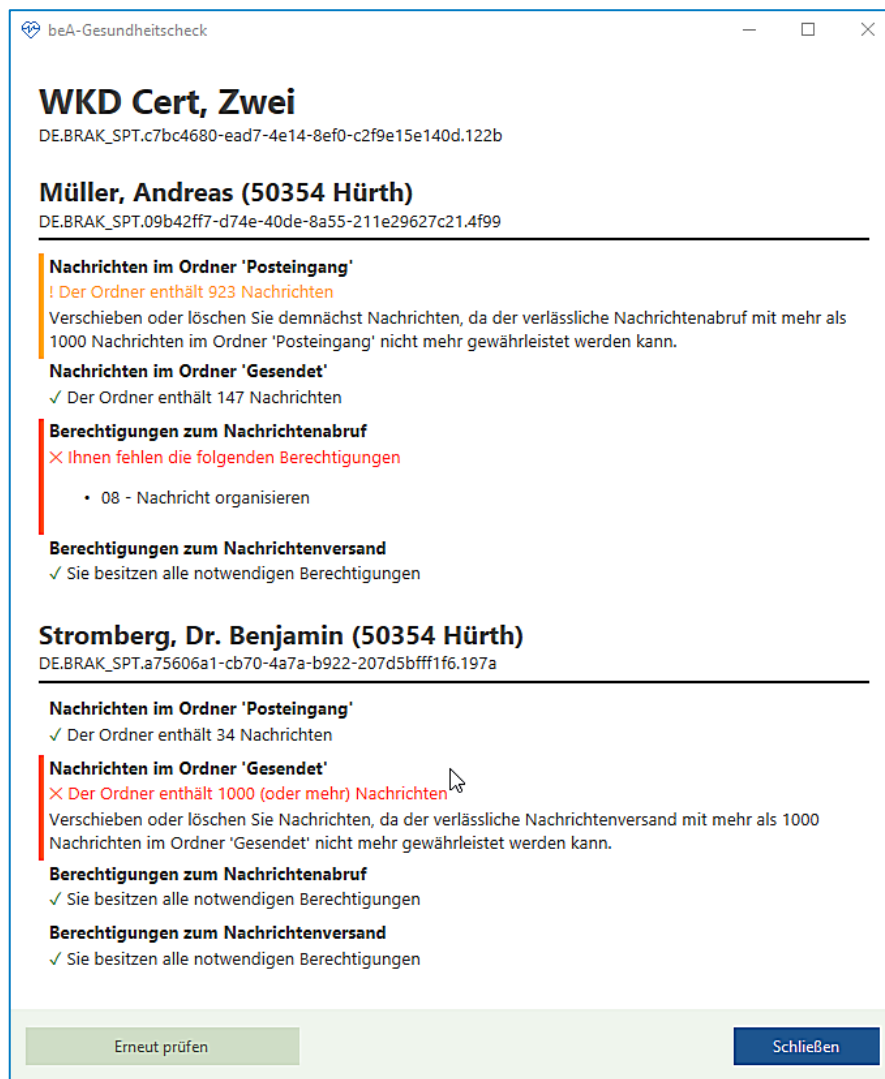 beA-Gesundheitscheck
WKD Cert, Zwei
DE.BRAK_SPT.c7bc4680-ead7-4e14-8ef0-c2f9e15e140d.122b
Müller, Andreas (50354 Hürth)
DE.BRAK_SPT.09b42ff7-d74e-40de-8a55-211e29627c21.4f99
Nachrichten im Ordner 'Posteingang'
! Der Ordner enthält 923 Nachrichten
Verschieben oder löschen Sie demnächst Nachrichten, da der verlässliche Nachrichtenabruf mit mehr als
1000 Nachrichten im Ordner 'Posteingang' nicht mehr gewährleistet werden kann.
Nachrichten im Ordner 'Gesendet'
✓ Der Ordner enthält 147 Nachrichten
Berechtigungen zum Nachrichtenabruf
✕ Ihnen fehlen die folgenden Berechtigungen
• 08 - Nachricht organisieren
Berechtigungen zum Nachrichtenversand
✓ Sie besitzen alle notwendigen Berechtigungen
Stromberg, Dr. Benjamin (50354 Hürth)
DE.BRAK_SPT.a75606a1-cb70-4a7a-b922-207d5bfff1f6.197a
Nachrichten im Ordner 'Posteingang'
✓ Der Ordner enthält 34 Nachrichten
Nachrichten im Ordner 'Gesendet'
✕ Der Ordner enthält 1000 (oder mehr) Nachrichten
Verschieben oder löschen Sie Nachrichten, da der verlässliche Nachrichtenversand mit mehr als 1000
Nachrichten im Ordner 'Gesendet' nicht mehr gewährleistet werden kann.
Berechtigungen zum Nachrichtenabruf
✓ Sie besitzen alle notwendigen Berechtigungen
Berechtigungen zum Nachrichtenversand
✓ Sie besitzen alle notwendigen Berechtigungen
Erneut prüfen
Schließen